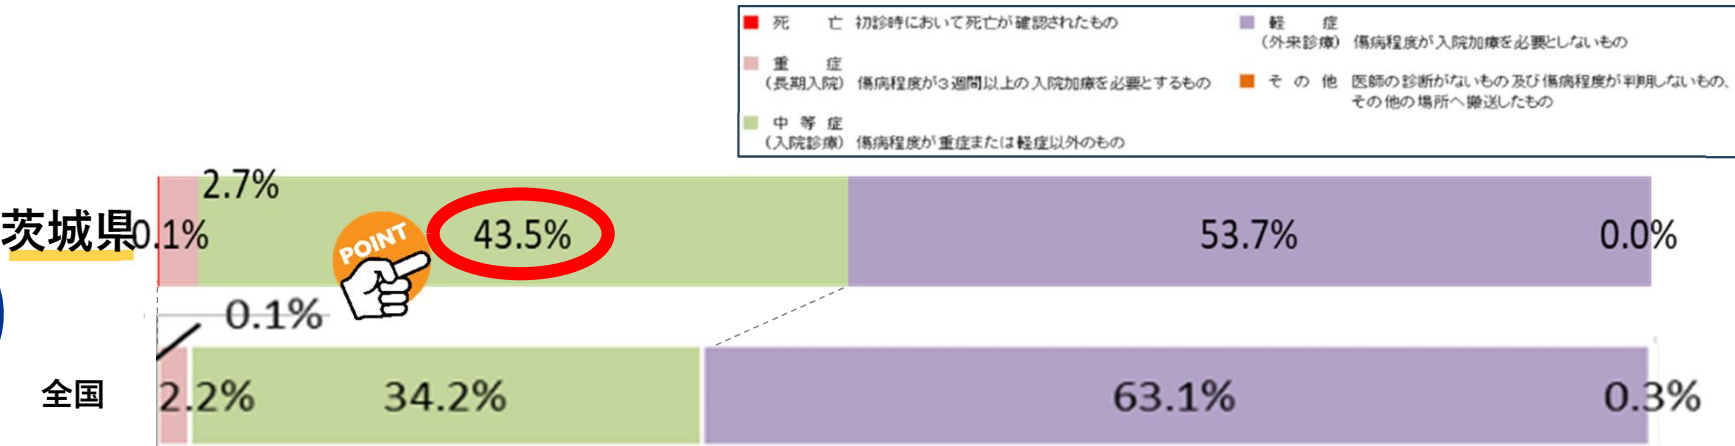 死 亡 初診時において死亡が確認されたもの
重 症
（長期入院） 傷病程度が3週間以上の入院加療を必要とするもの
中 等 症
（入院診療） 傷病程度が重症または軽症以外のもの
軽 症
（外来診療） 傷病程度が入院加療を必要としないもの
そ の 他 医師の診断がないもの及び傷病程度が判明しないもの、
その他の場所へ搬送したもの
茨城県
0.1%
2.7%
POINT
43.5%
53.7%
0.0%
0.1%
全国
2.2%
34.2%
63.1%
0.3%